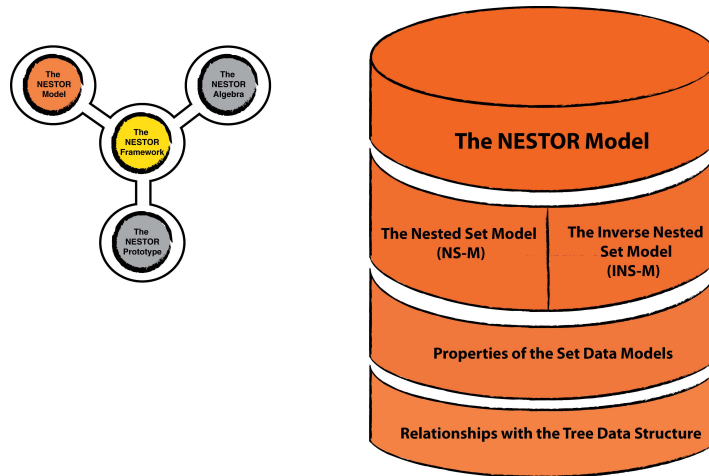 The
NESTOR
Model
The
NESTOR
Algebra
The
NESTOR
Framework
The
NESTOR
Prototype
The NESTOR Model
The Nested Set Model
(NS-M)
The Inverse Nested
Set Model
(INS-M)
Properties of the Set Data Models
Relationships with the Tree Data Structure